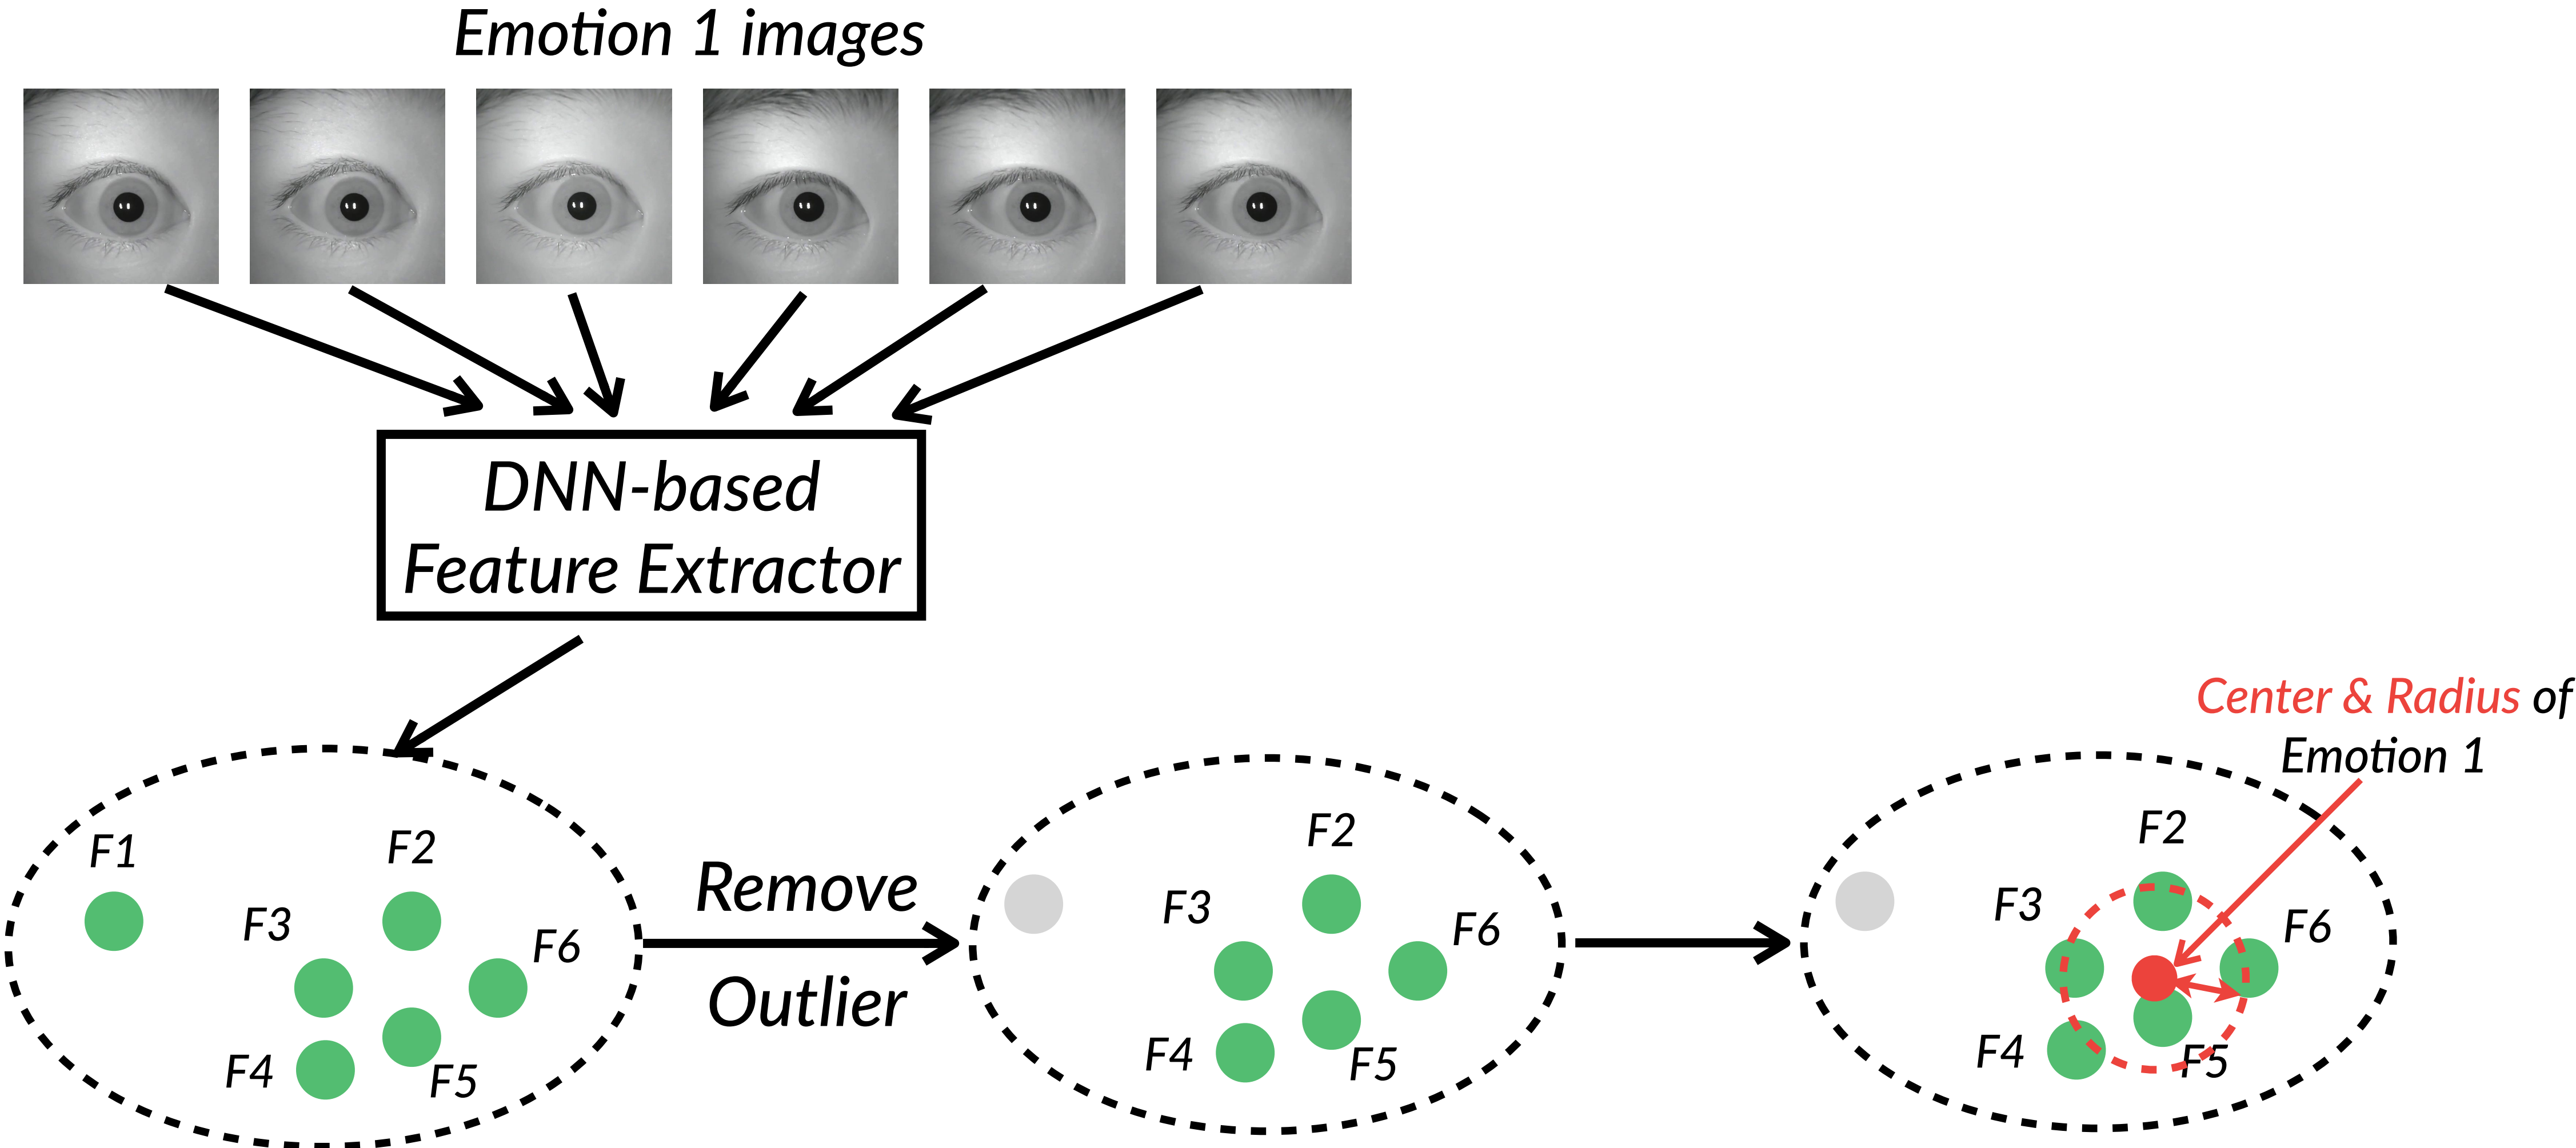 Emotion 1 images
DNN-based
Feature Extractor
F1
F2
F3
F6
F4
F5
Remove
Outlier
F2
F3
F6
F4
F5
Center & Radius of
Emotion 1
F2
F3
F6
F4
F5